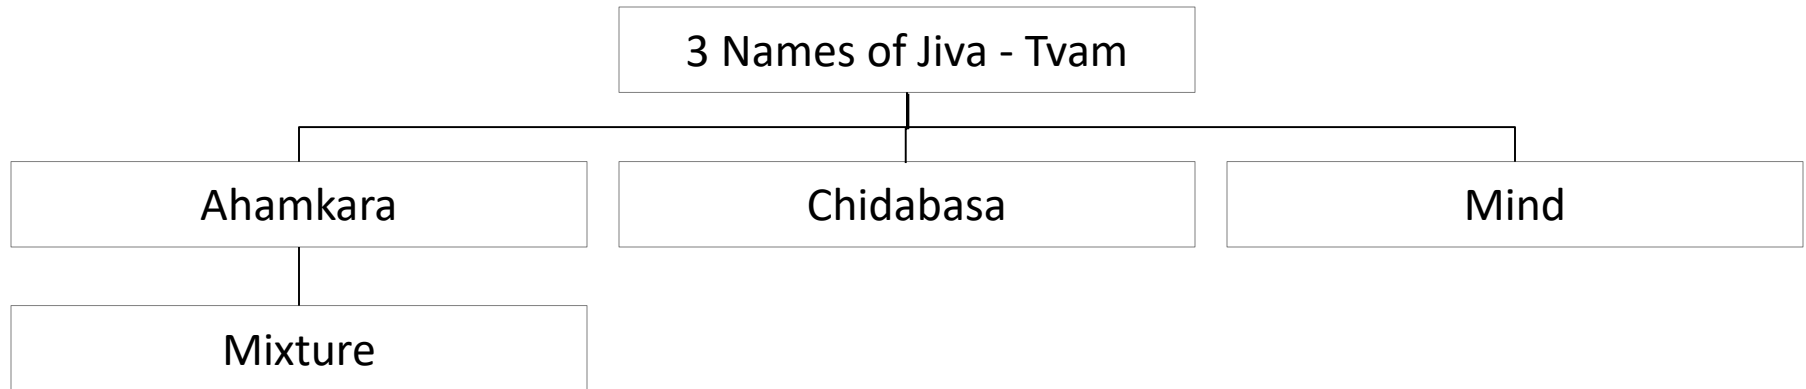 3 Names of Jiva - Tvam
Ahamkara
Chidabasa
Mind
Mixture